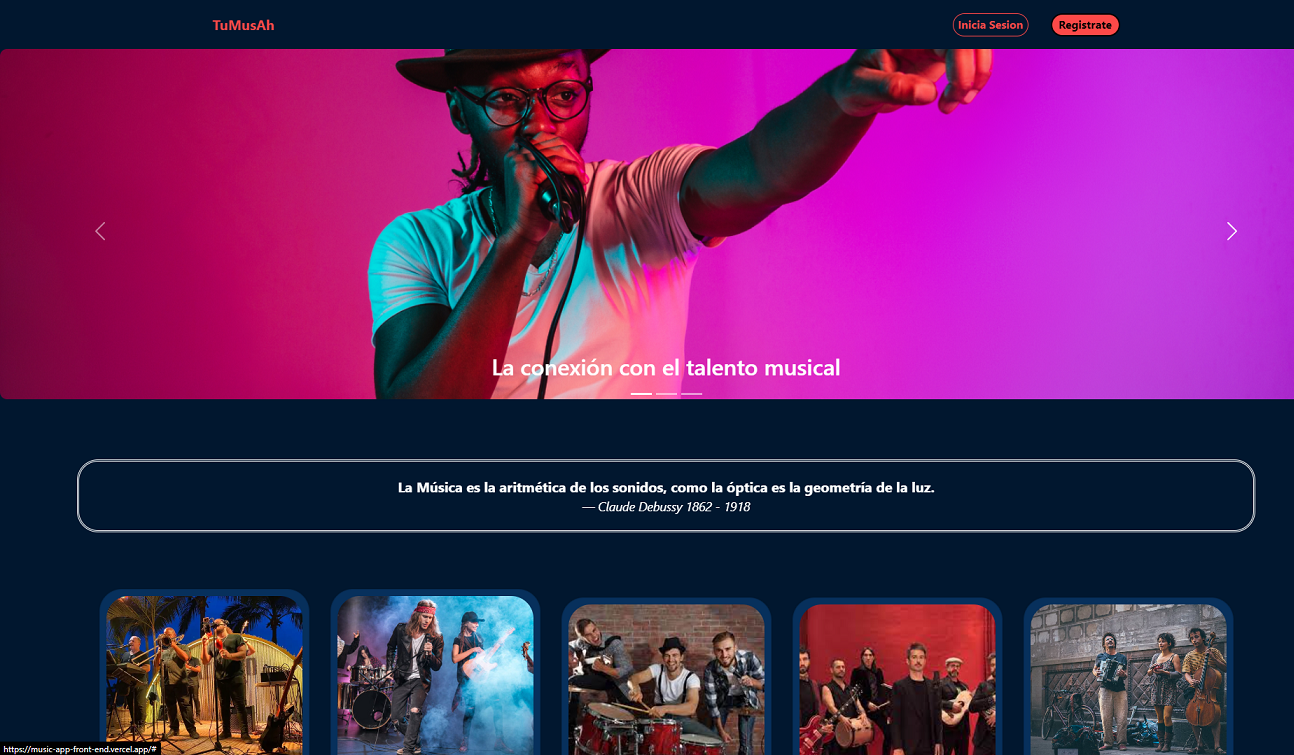 TuMusAh
Inicia Sesion
Registrate
La conexión con el talento musical
La Música es la aritmética de los sonidos, como la óptica es la geometría de la luz.
— Claude Debussy 1862 - 1918
https://music-app-front-end.vercel.app/#